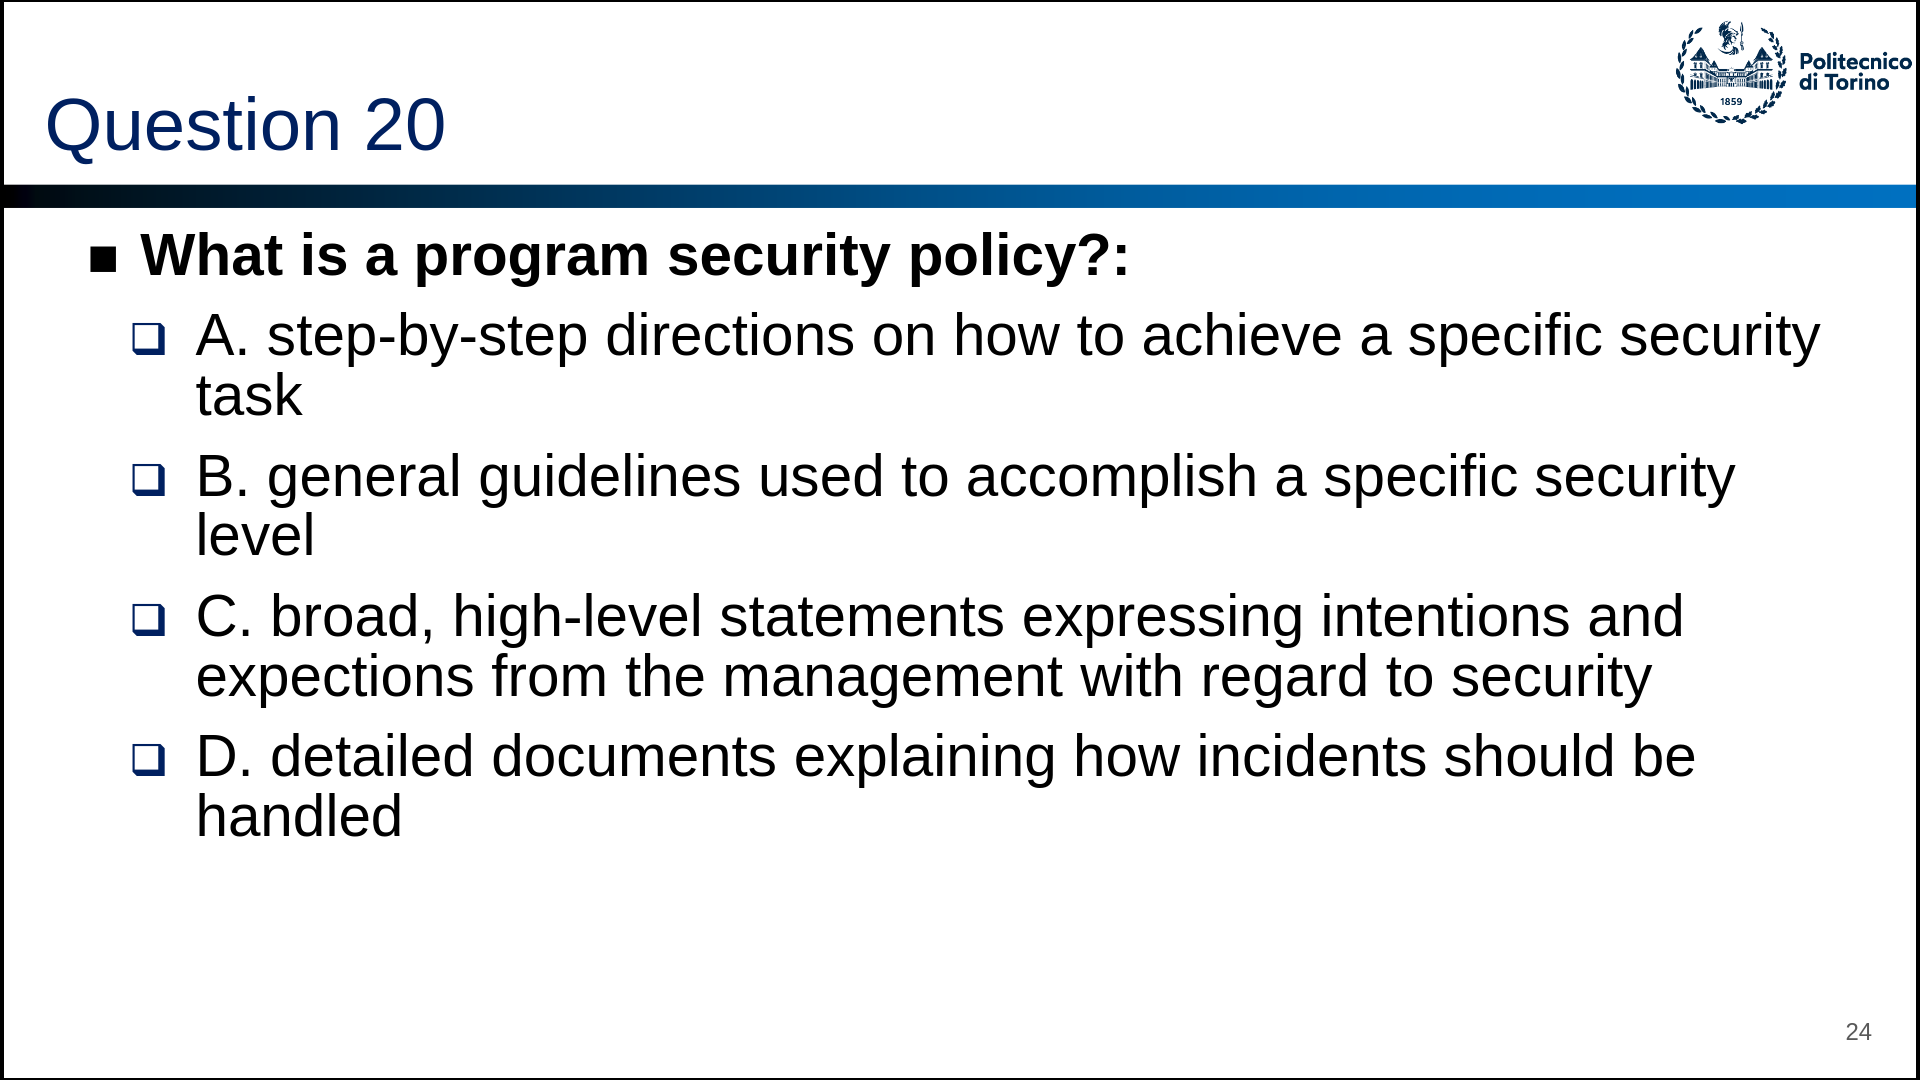 Politecnico
di Torino
1859
Question 20
What is a program security policy?:
A. step-by-step directions on how to achieve a specific security
task
B. general guidelines used to accomplish a specific security
level
C. broad, high-level statements expressing intentions and
expections from the management with regard to security
D. detailed documents explaining how incidents should be
handled
24